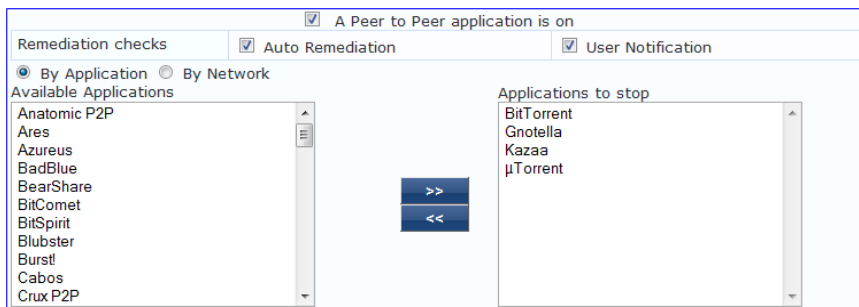 A Peer to Peer application is on
Remediation checks
Auto Remediation
User Notification
By Application
By Network
Available Applications
Anatomic P2P
Ares
Azureus
BadBlue
BearShare
BitComet
BitSpirit
Blubster
Burst!
Cabos
Crux P2P
>>
<<
Applications to stop
BitTorrent
Gnotella
Kazaa
µTorrent